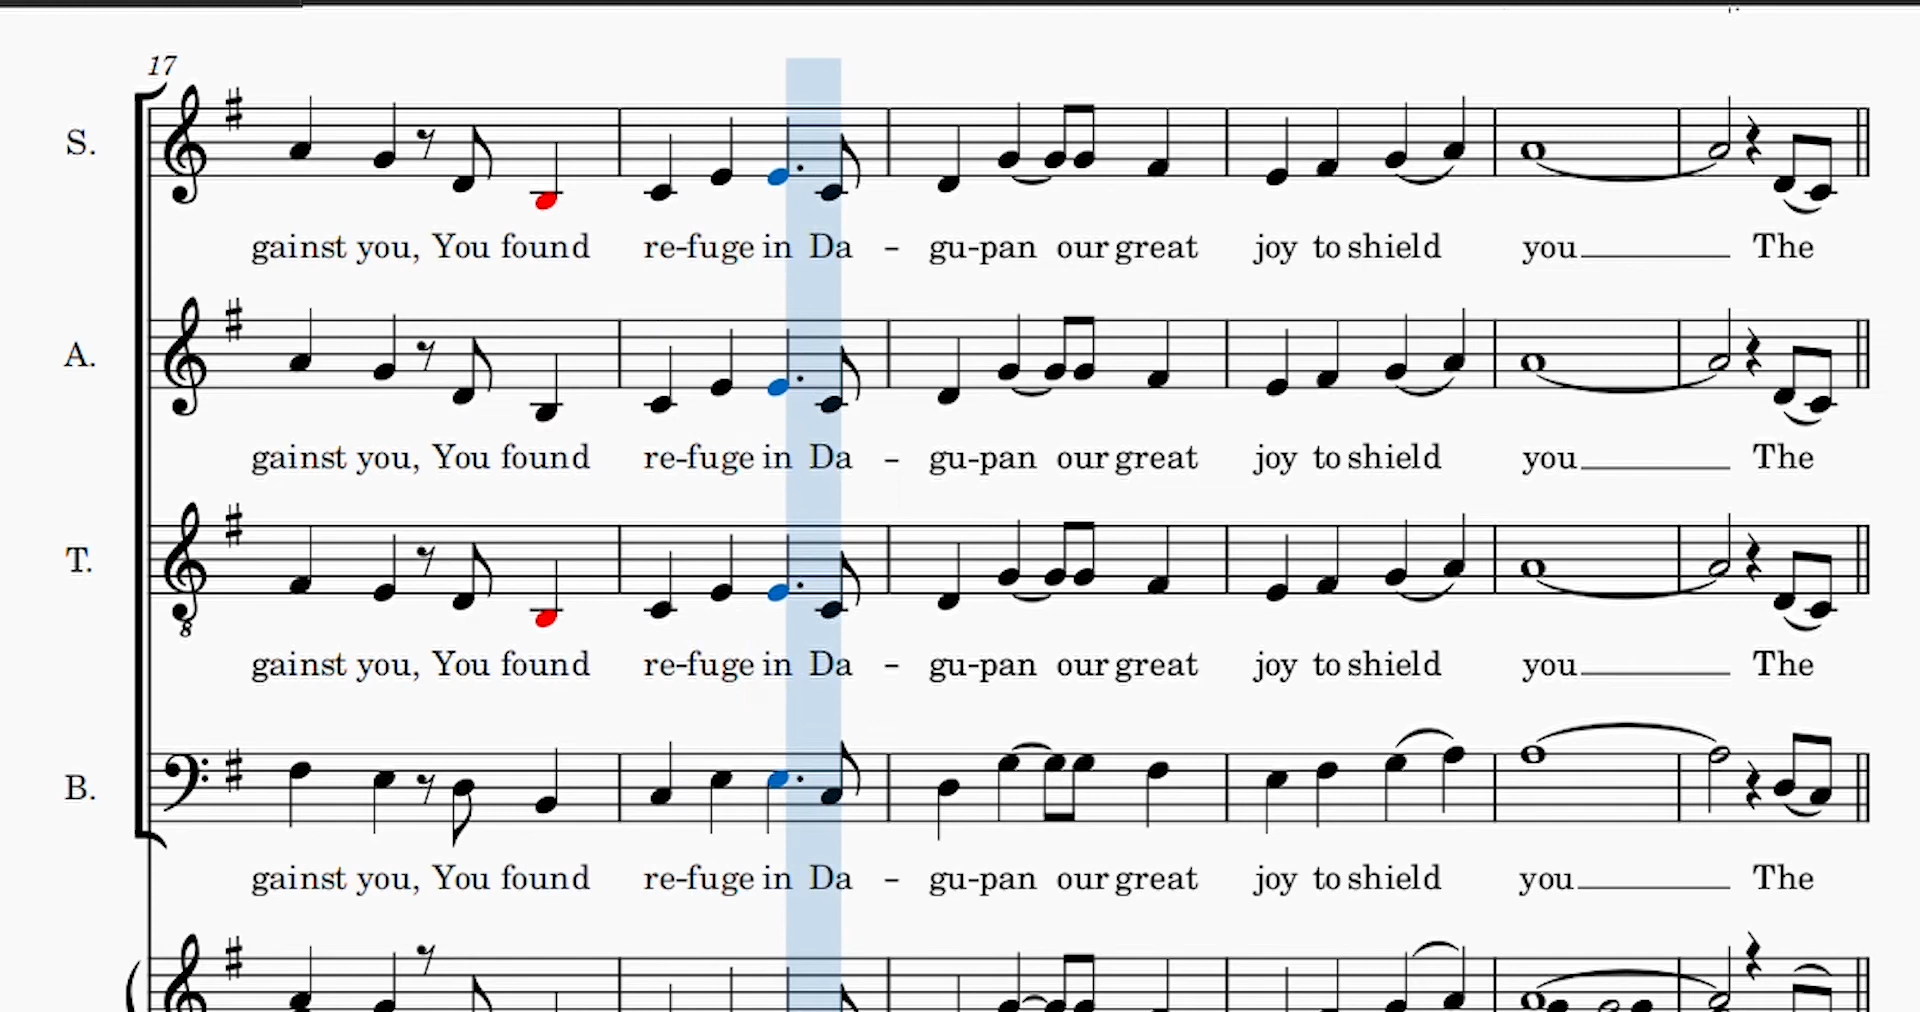 17
S.
gainst you, You found re-fuge in Da - gu-pan our great joy to shield you The
A.
gainst you, You found re-fuge in Da - gu-pan our great joy to shield you The
T.
8
gainst you, You found re-fuge in Da - gu-pan our great joy to shield you The
B.
gainst you, You found re-fuge in Da - gu-pan our great joy to shield you The